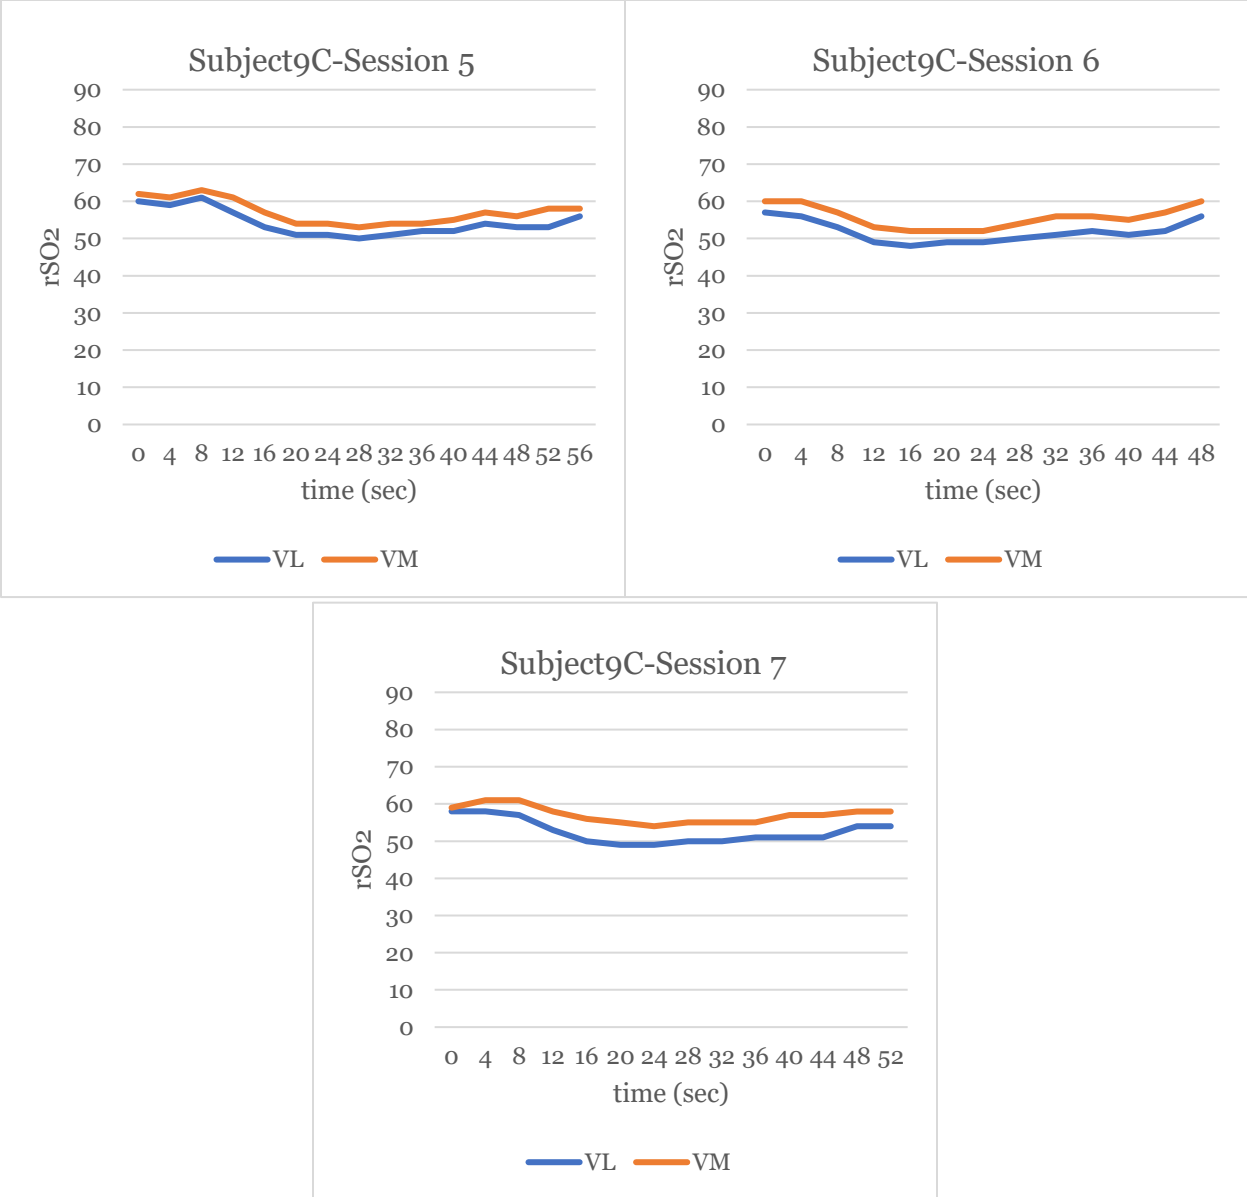 Subject9C-Session 5
90
80
70
60
50
40
30
20
10
0
rSO2
0 4 8 12 16 20 24 28 32 36 40 44 48 52 56
time (sec)
VL VM
Subject9C-Session 6
90
80
70
60
50
40
30
20
10
0
rSO2
0 4 8 12 16 20 24 28 32 36 40 44 48
time (sec)
VL VM
Subject9C-Session 7
90
80
70
60
50
40
30
20
10
0
rSO2
0 4 8 12 16 20 24 28 32 36 40 44 48 52
time (sec)
VL VM